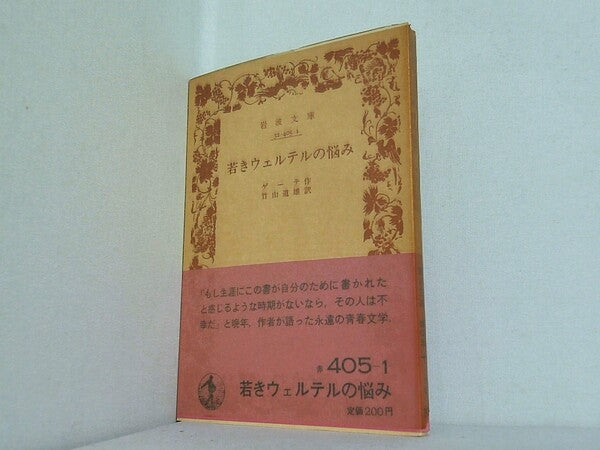 岩波文庫
若きウェルテルの悩み
ゲーテ作
竹山道雄訳
「もし生涯にこの書が自分のために書かれた
と感じるような時期がないなら、その人は不
幸だ」と晩年、作者が語った永遠の青春文学。
赤 405-1
若きウェルテルの悩み
定価200円